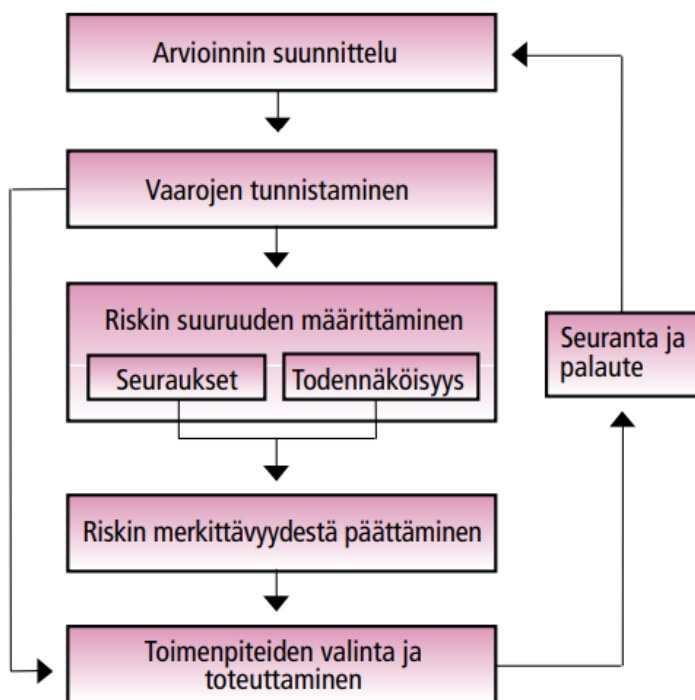 Arvioinnin suunnittelu
Vaarojen tunnistaminen
Riskin suuruuden määrittäminen
Seuraukset
Todennäköisyys
Riskin merkittävyydestä päättäminen
Toimenpiteiden valinta ja
toteuttaminen
Seuranta ja
palaute